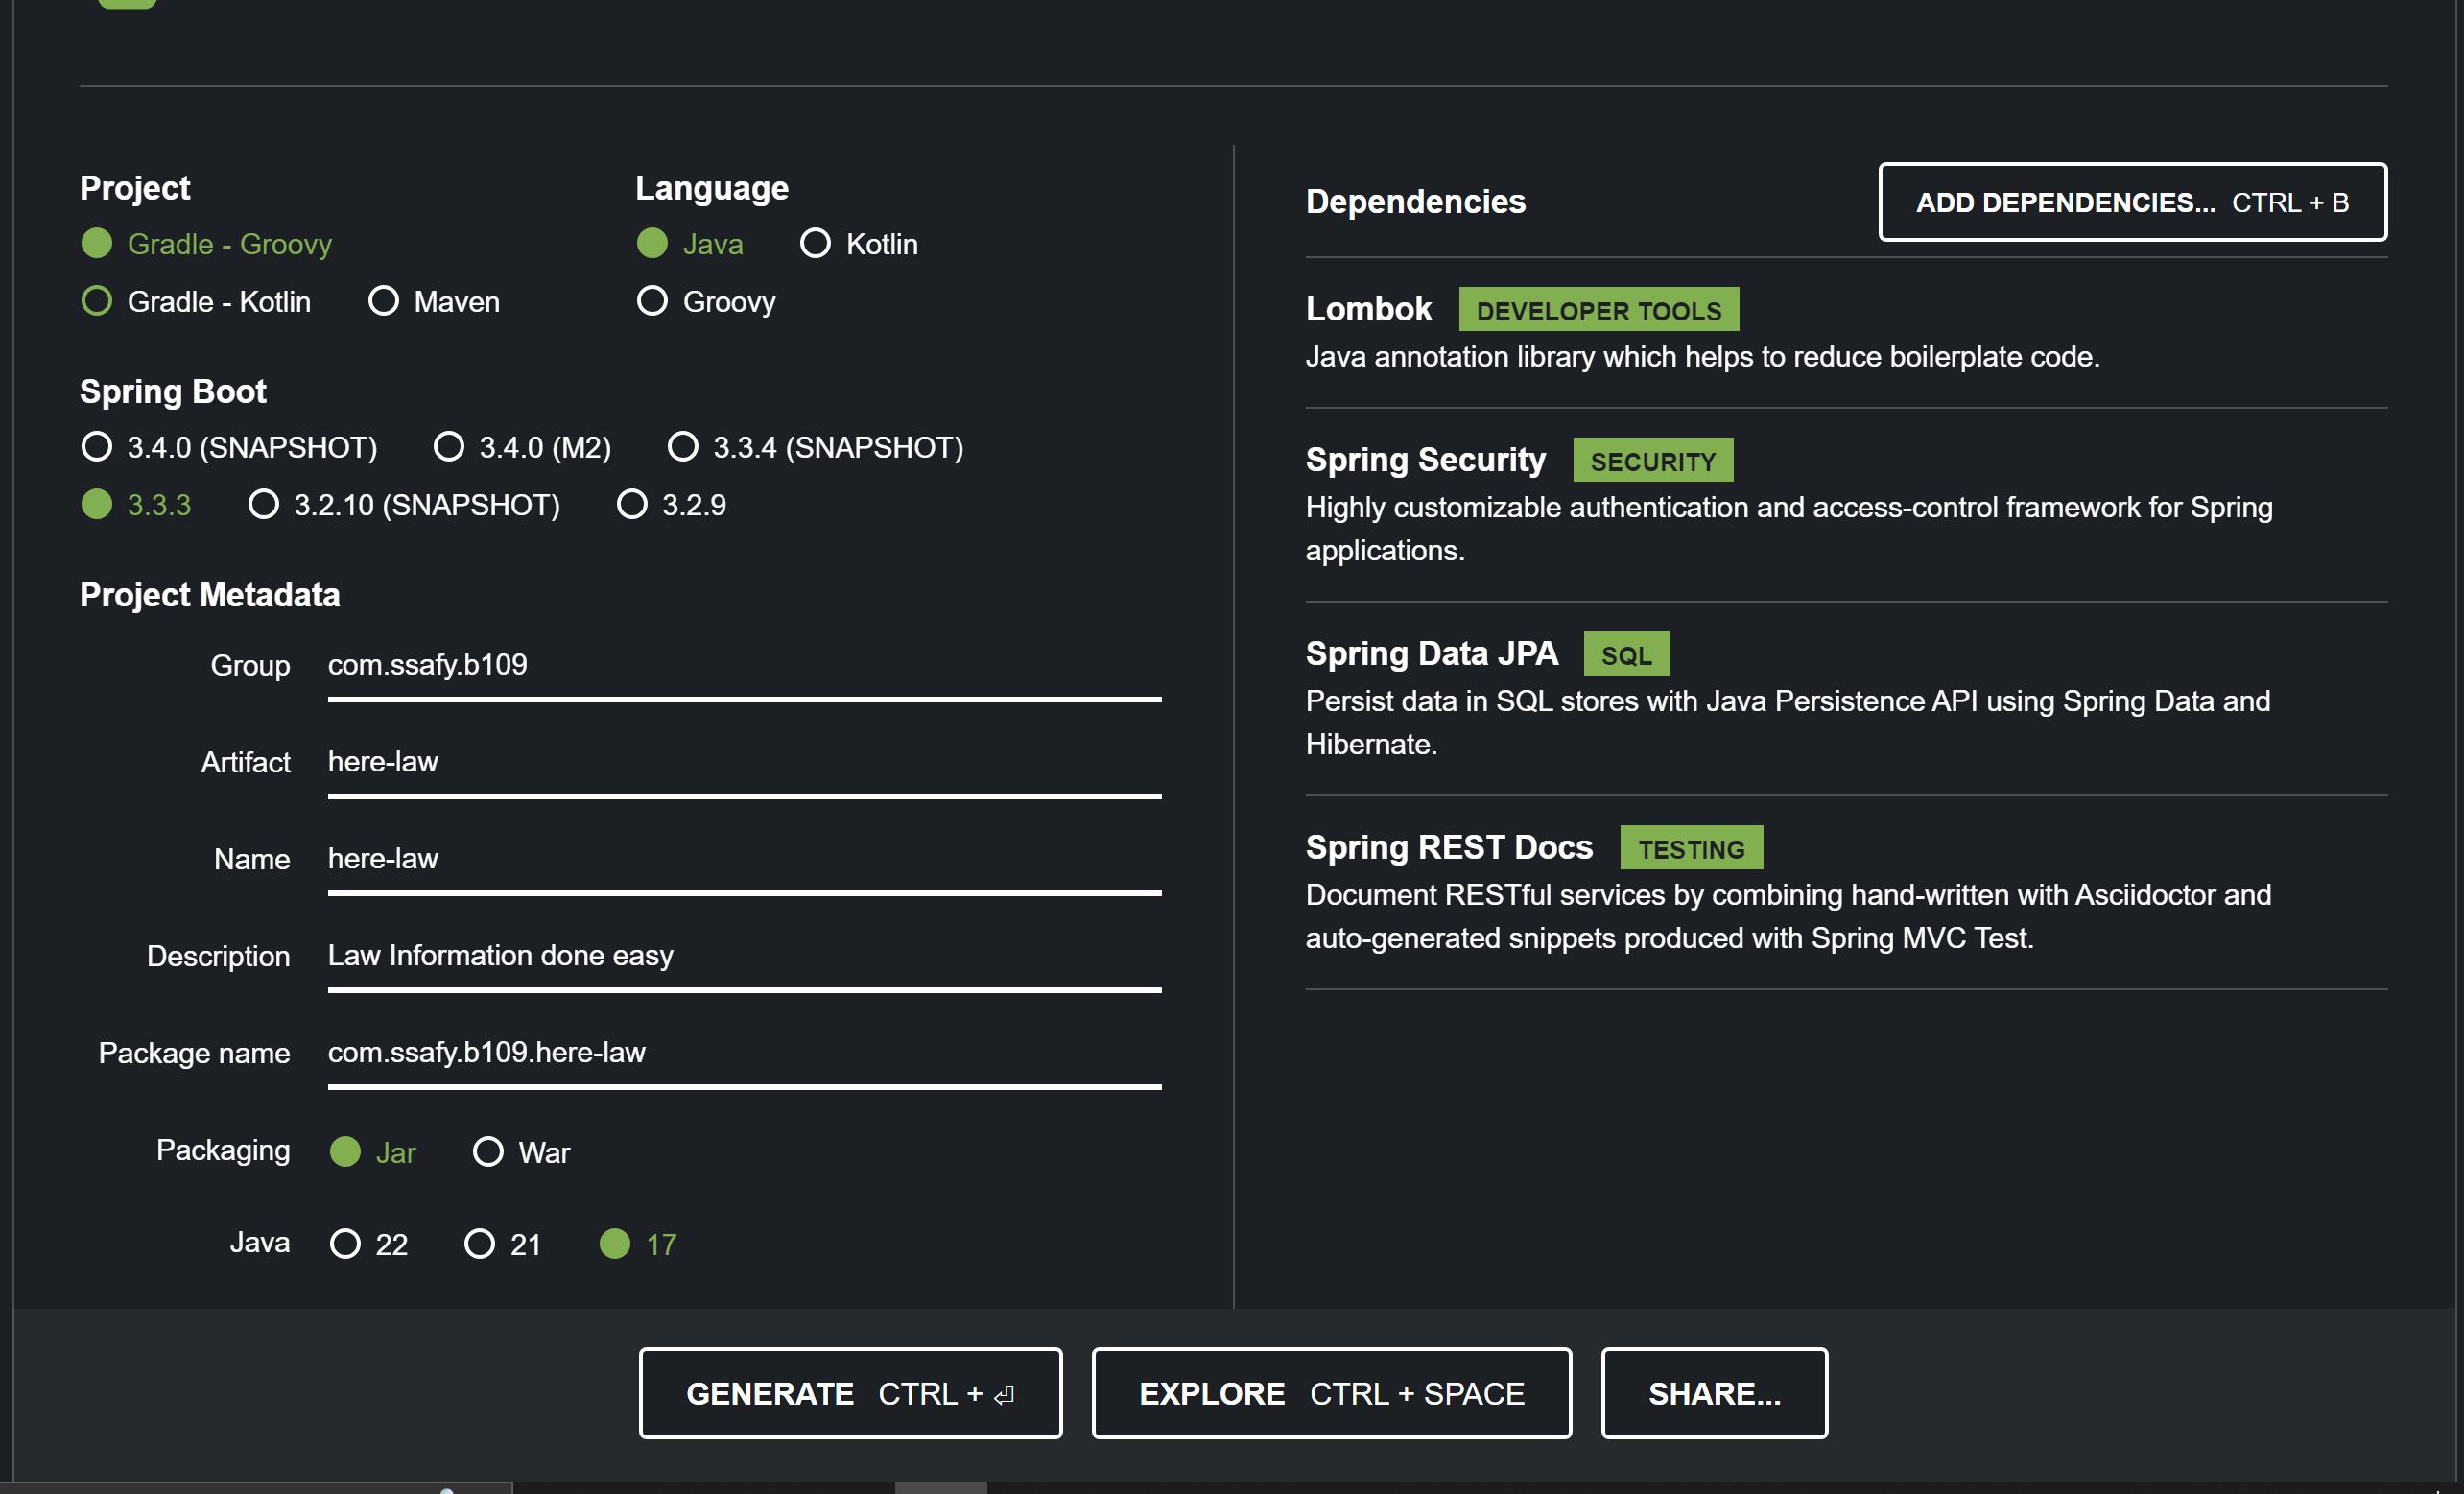 Project
Gradle - Groovy
Gradle - Kotlin Maven
Language
Java Kotlin
Groovy
Spring Boot
3.4.0 (SNAPSHOT) 3.4.0 (M2) 3.3.4 (SNAPSHOT)
3.3.3 3.2.10 (SNAPSHOT) 3.2.9
Project Metadata
Group com.ssafy.b109
Artifact here-law
Name here-law
Description Law Information done easy
Package name com.ssafy.b109.here-law
Packaging Jar War
Java 22 21 17
Dependencies ADD DEPENDENCIES... CTRL + B
Lombok DEVELOPER TOOLS
Java annotation library which helps to reduce boilerplate code.
Spring Security SECURITY
Highly customizable authentication and access-control framework for Spring
applications.
Spring Data JPA SQL
Persist data in SQL stores with Java Persistence API using Spring Data and
Hibernate.
Spring REST Docs TESTING
Document RESTful services by combining hand-written with Asciidoctor and
auto-generated snippets produced with Spring MVC Test.
GENERATE CTRL + ⏎ EXPLORE CTRL + SPACE SHARE...